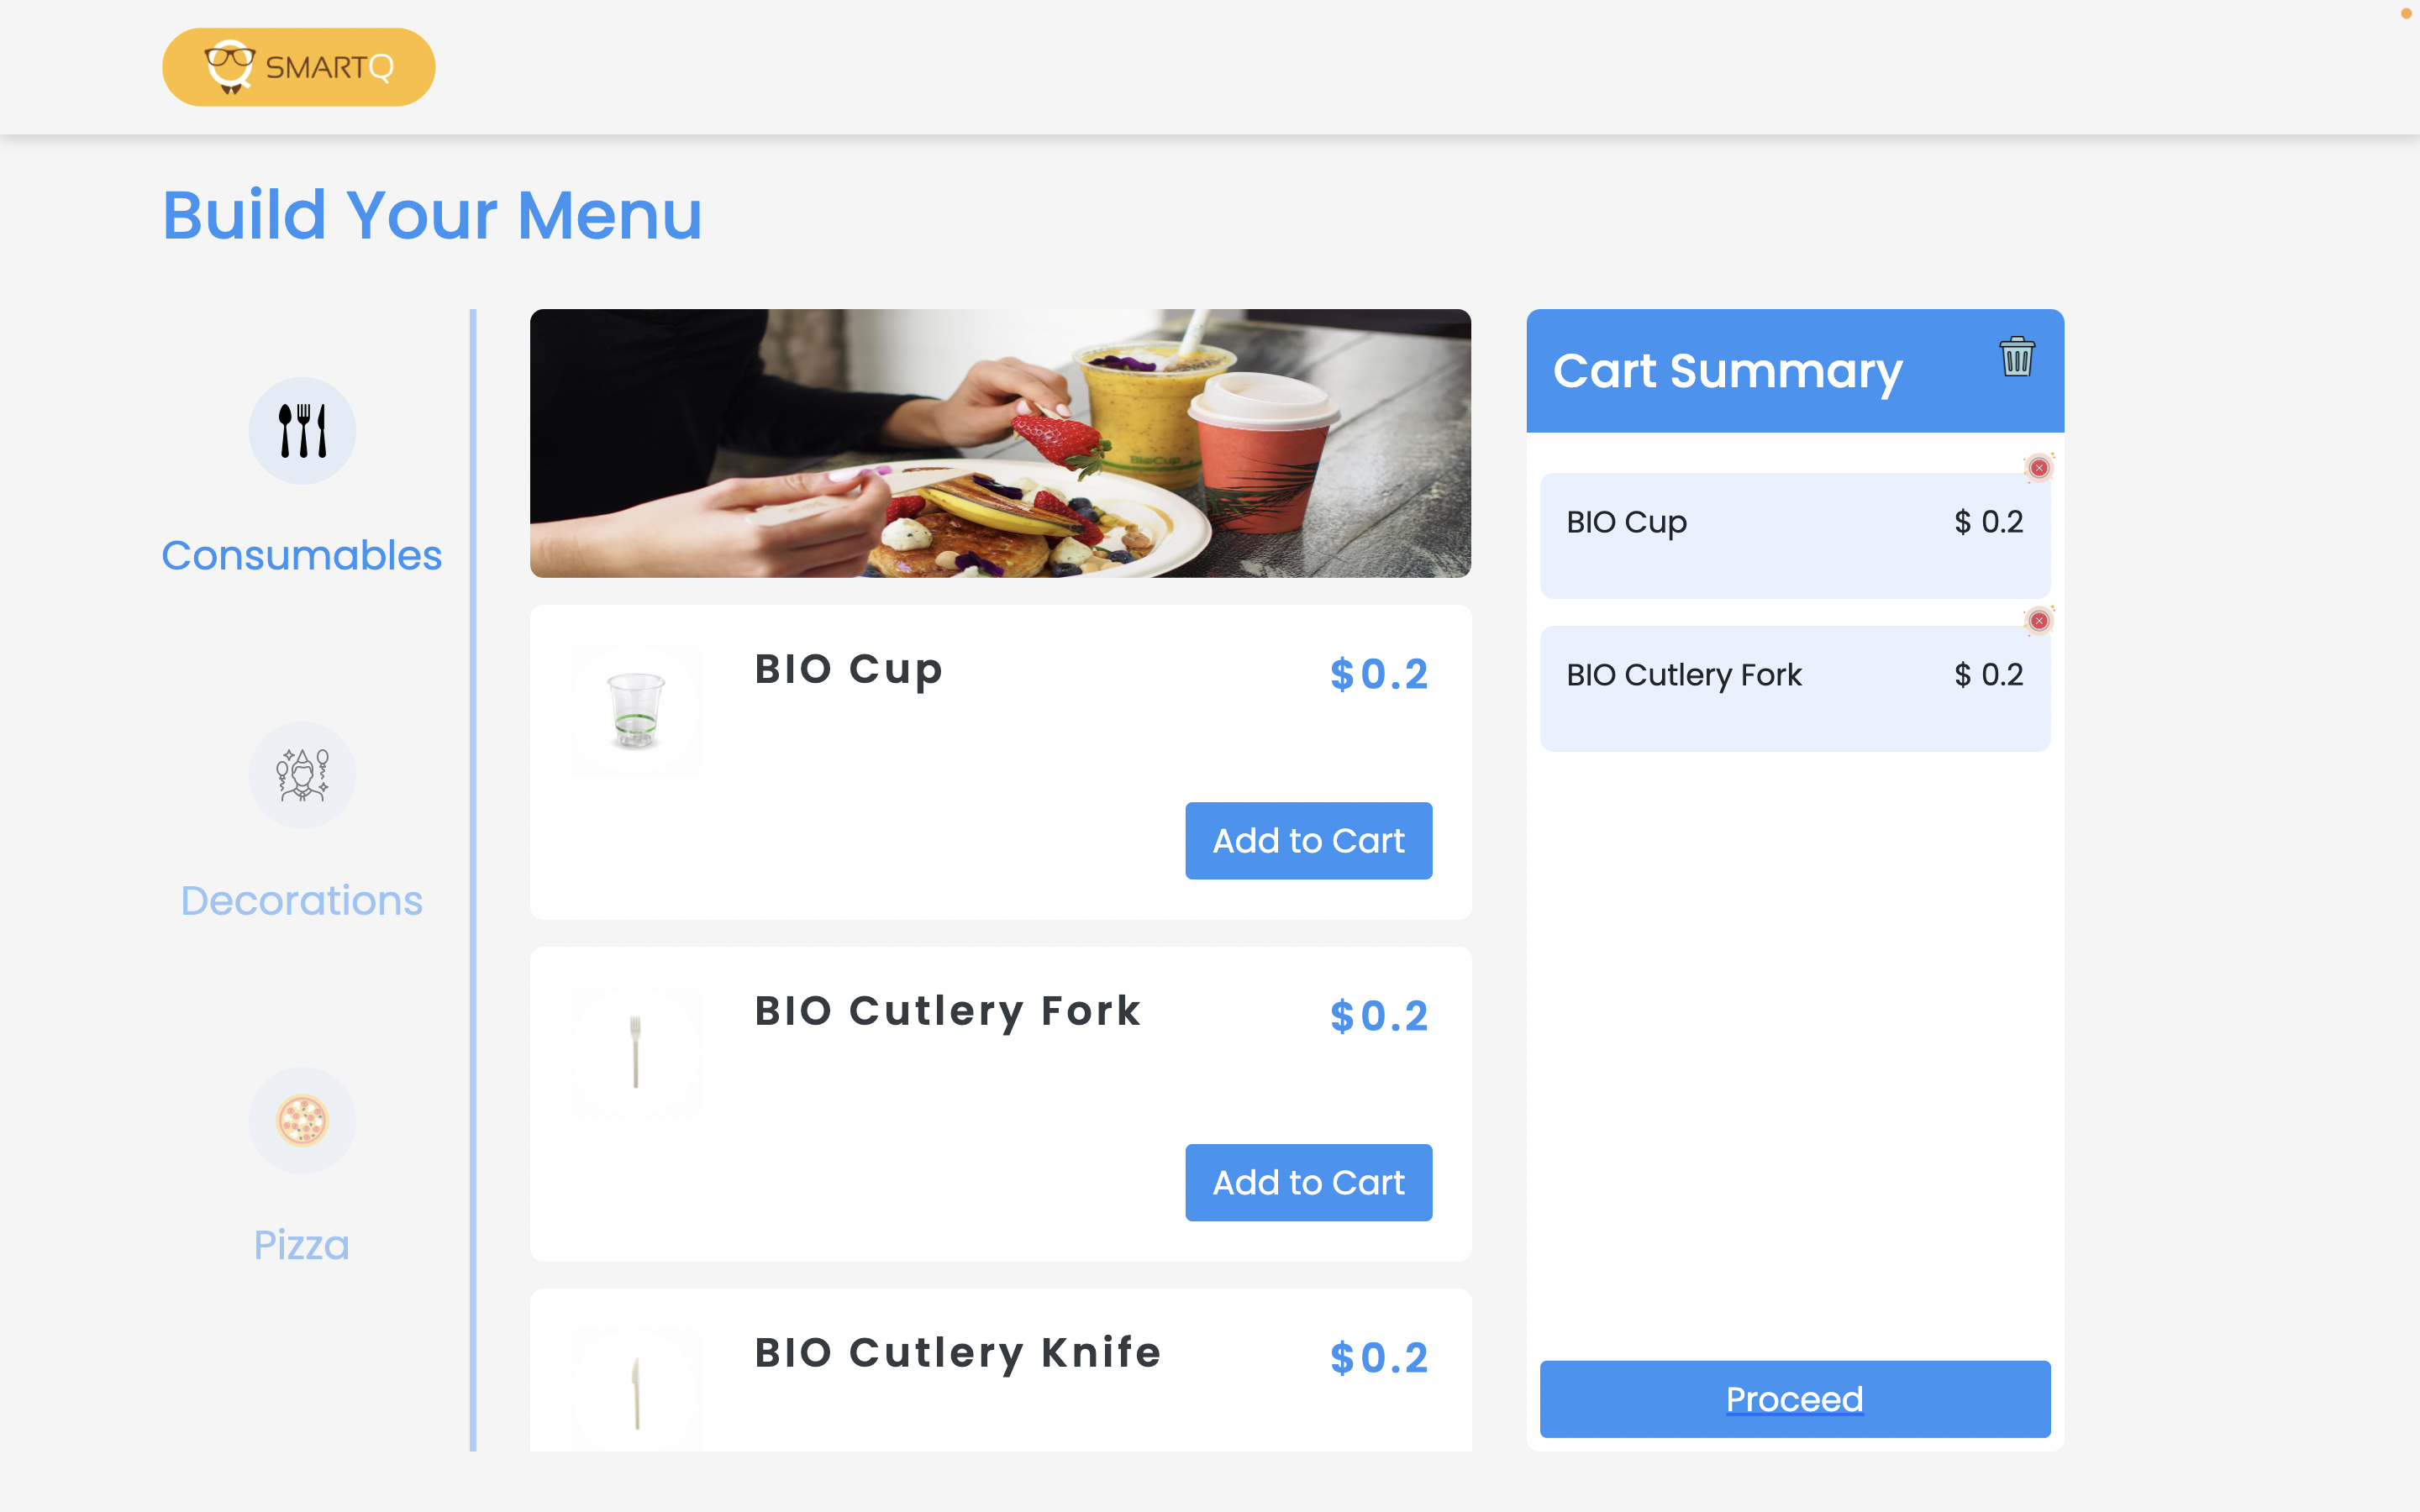 SMARTQ
Build Your Menu
Consumables
Decorations
Pizza
BioCup
BIO Cup
$0.2
Add to Cart
BIO Cutlery Fork
$0.2
Add to Cart
BIO Cutlery Knife
$0.2
Cart Summary
BIO Cup $ 0.2
BIO Cutlery Fork $ 0.2
Proceed